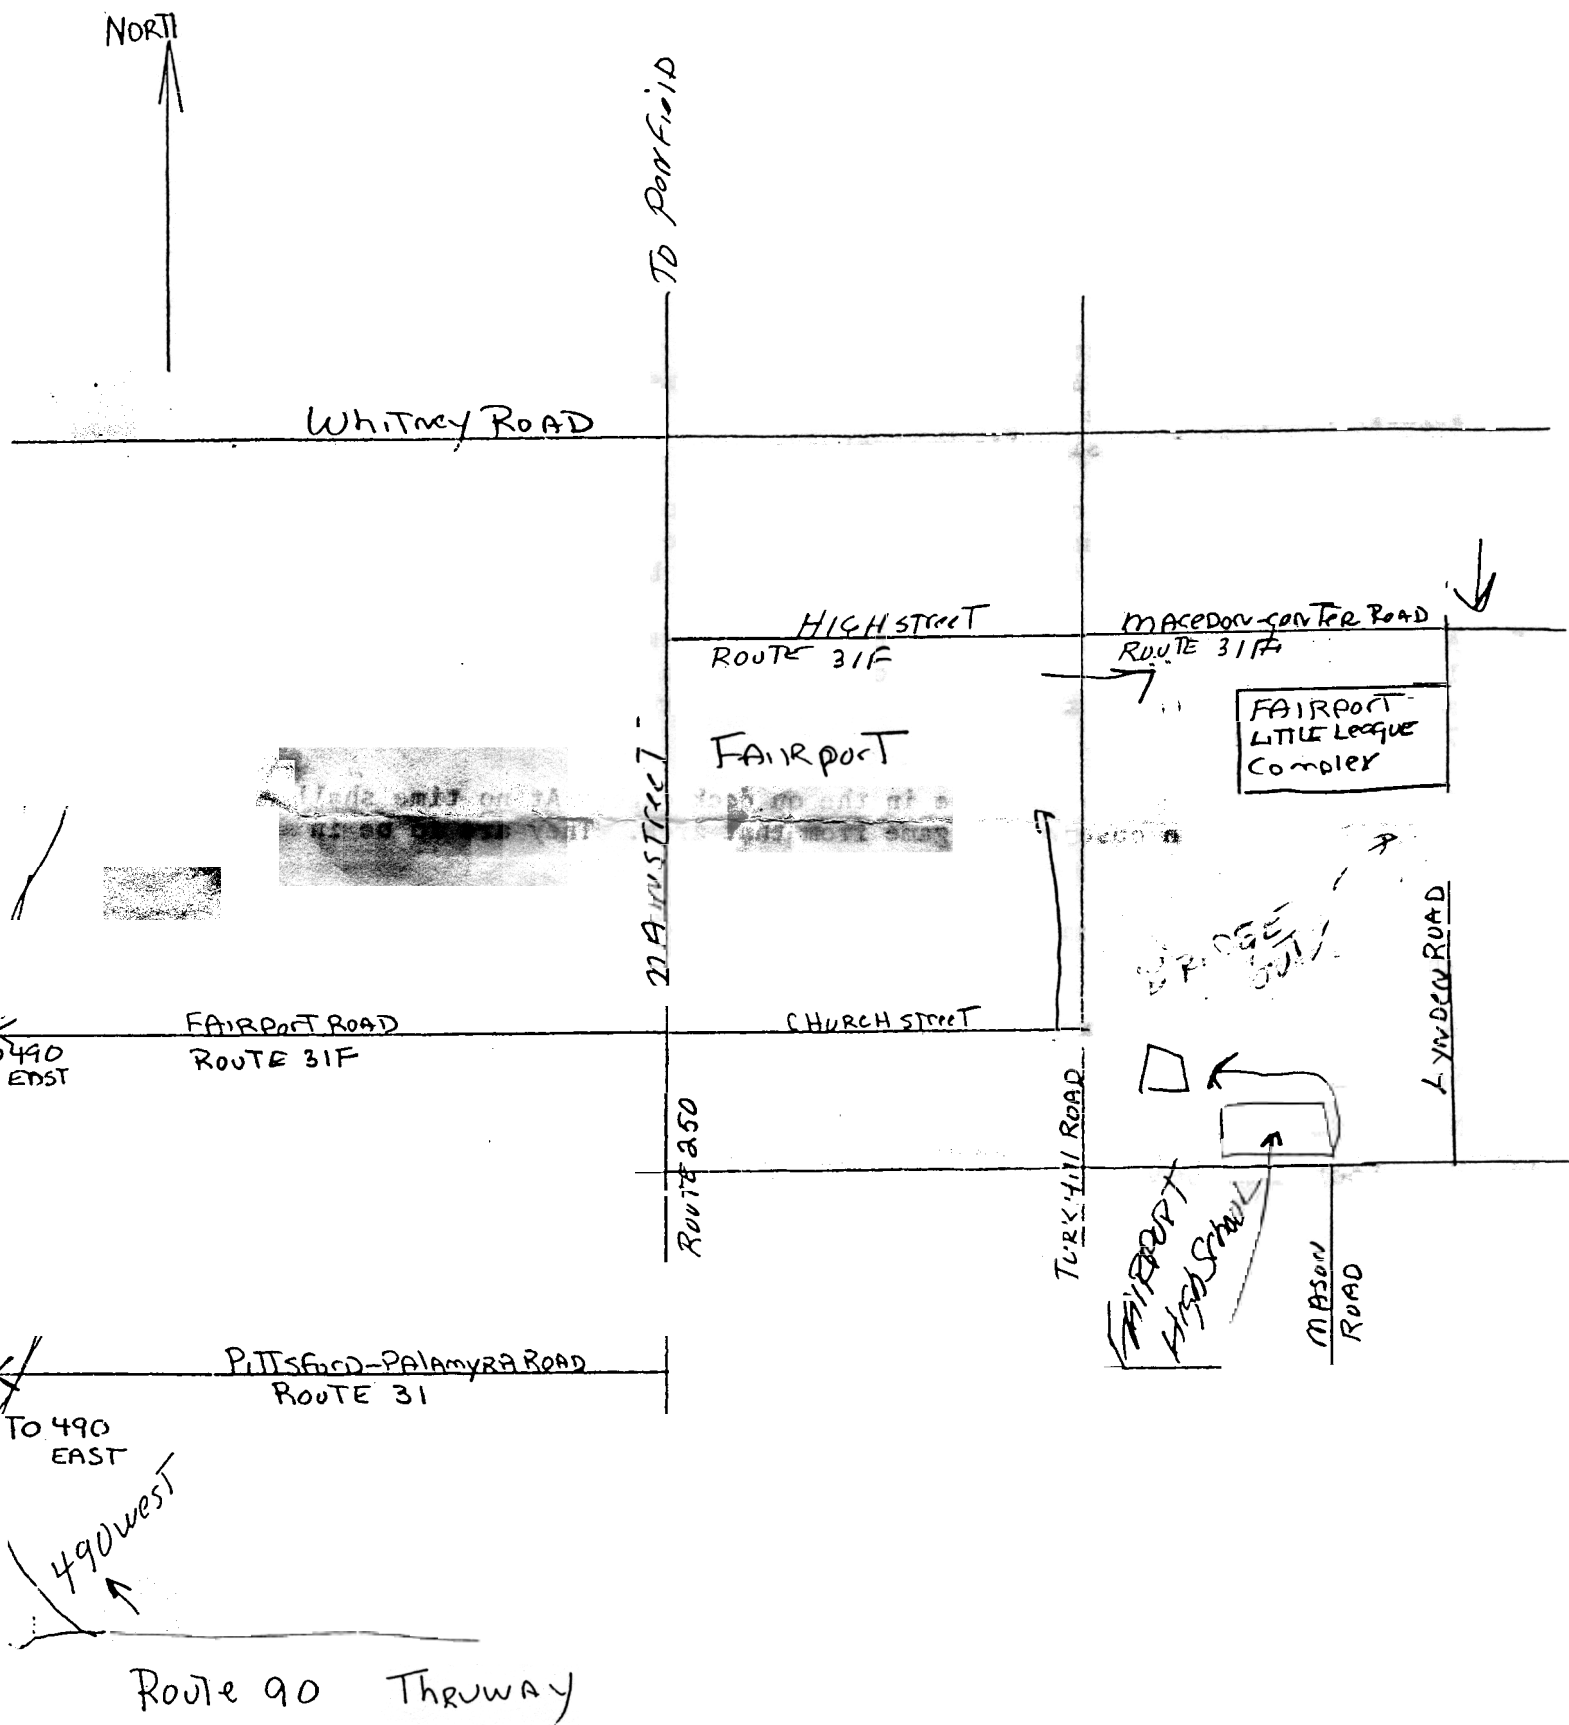 NORTH
TO PENFIELD
WHITNEY ROAD
HIGH STREET
ROUTE 31F
MACEDON-CENTER ROAD
ROUTE 31F
FAIRPORT
LITTLE LEAGUE
COMPLEX
FAIRPORT
MAIN STREET
BRIDGE
OUT
LYNDEN ROAD
FAIRPORT ROAD
ROUTE 31F
CHURCH STREET
490
EAST
ROUTE 250
TURK HILL ROAD
FAIRPORT
HIGH SCHOOL
MASON
ROAD
PITTSFORD-PALAMYRA ROAD
ROUTE 31
TO 490
EAST
490 WEST
Route 90 THRUWAY